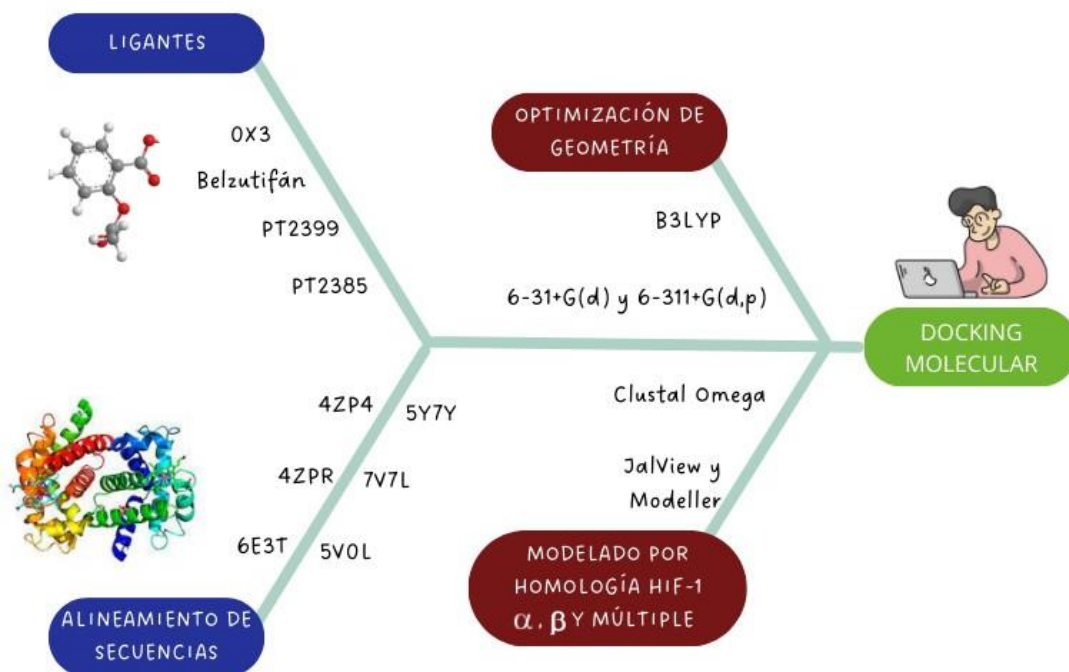 LIGANTES
0X3
Belzutifán
PT2399
PT2385
OPTIMIZACIÓN DE
GEOMETRÍA
B3LYP
6-31+G(d) y 6-311+G(d,p)
DOCKING
MOLECULAR
4ZP4
5Y7Y
4ZPR
7V7L
6E3T
5V0L
ALINEAMIENTO DE
SECUENCIAS
Clustal Omega
JalView y
Modeller
MODELADO POR
HOMOLOGÍA HIF-1
α, β Y MÚLTIPLE